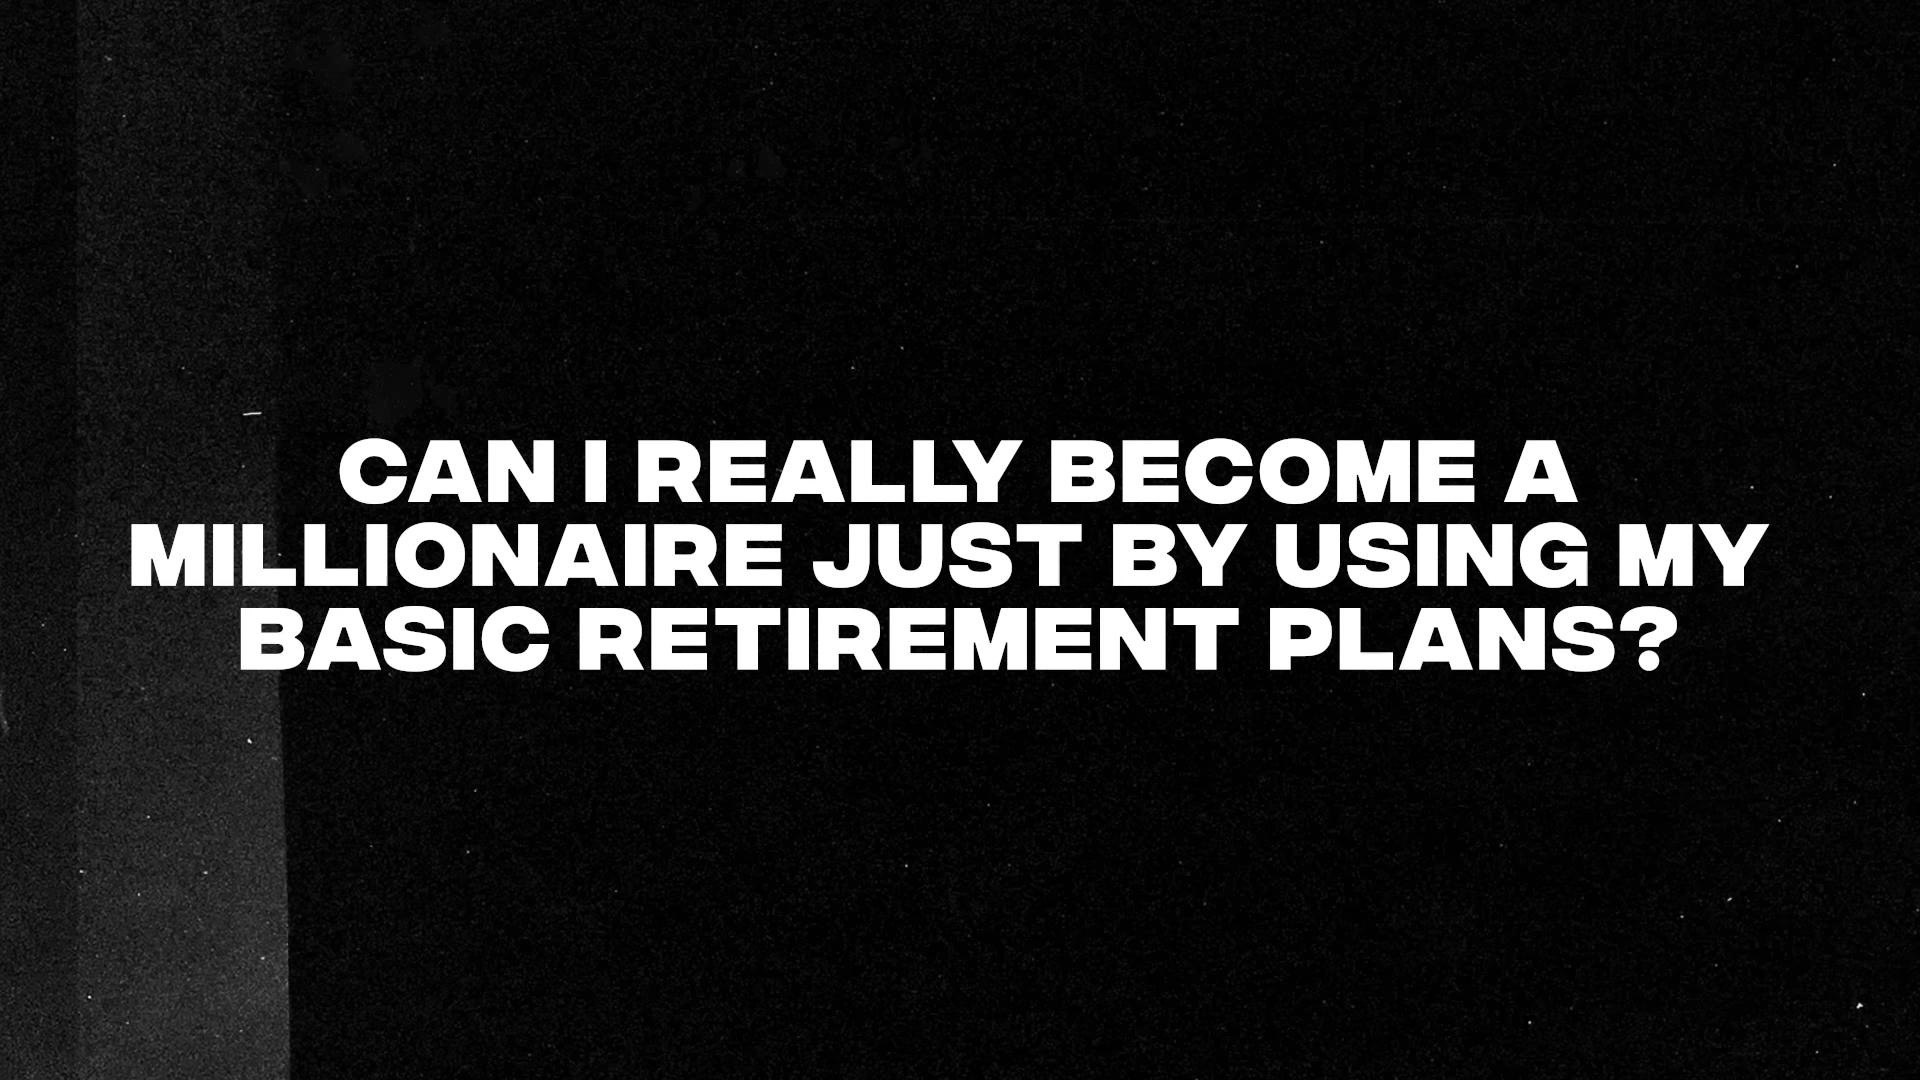 CAN I REALLY BECOME A
MILLIONAIRE JUST BY USING MY
BASIC RETIREMENT PLANS?